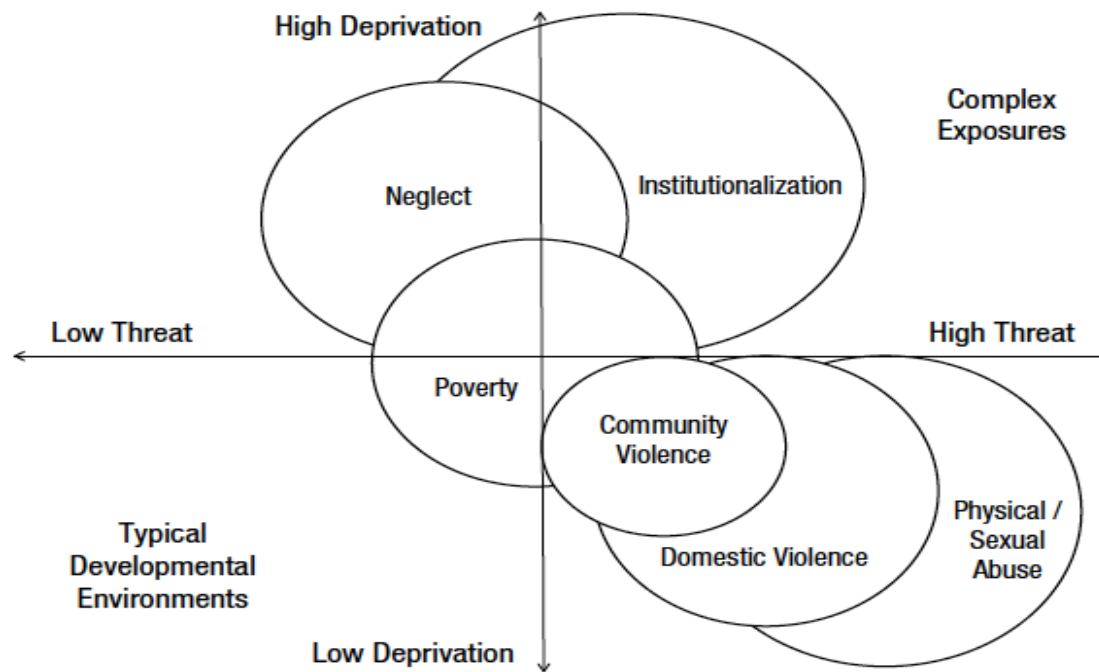 High Deprivation
Complex
Exposures
Neglect
Institutionalization
Low Threat
High Threat
Poverty
Community
Violence
Physical /
Sexual
Abuse
Domestic Violence
Typical
Developmental
Environments
Low Deprivation